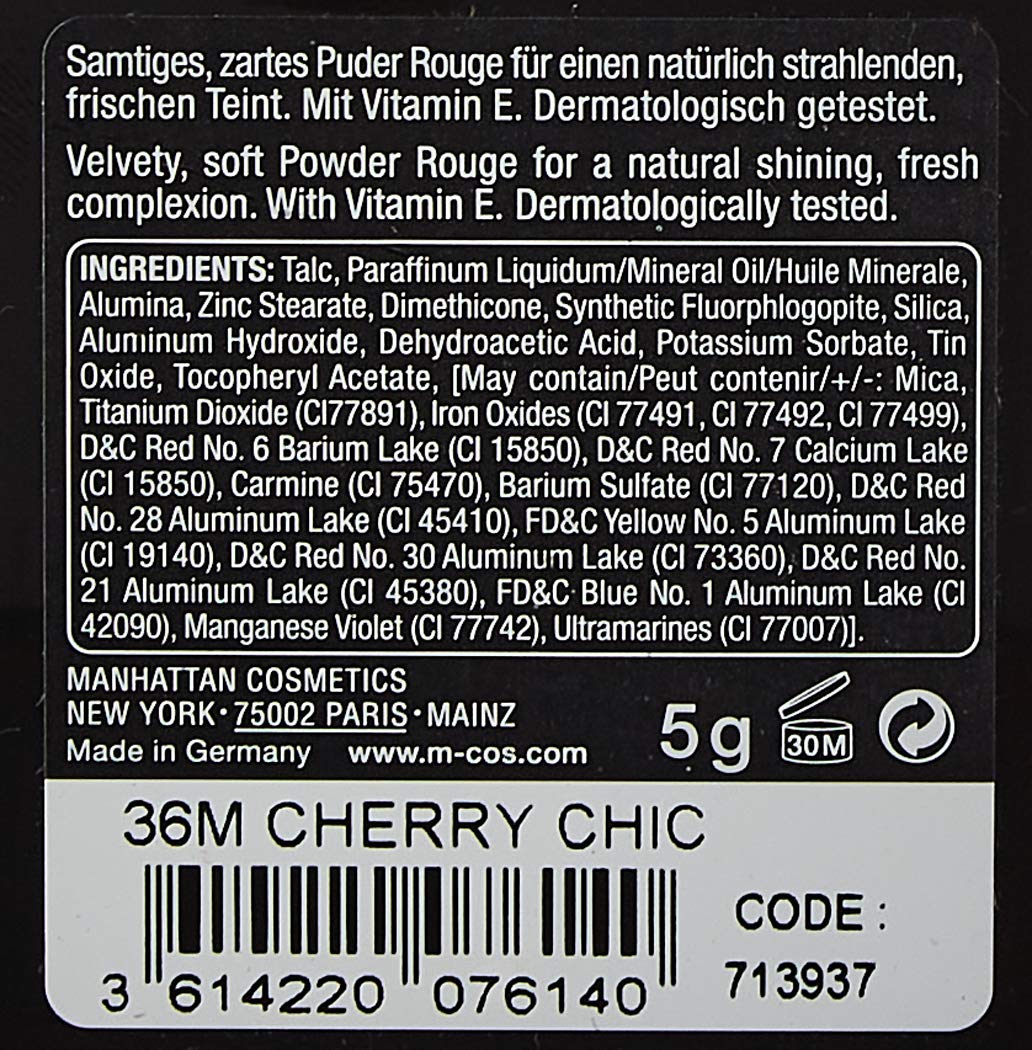 Samtiges, zartes Puder Rouge für einen natürlich strahlenden,
frischen Teint. Mit Vitamin E. Dermatologisch getestet.
Velvety, soft Powder Rouge for a natural shining, fresh
complexion. With Vitamin E. Dermatologically tested.
INGREDIENTS: Talc, Paraffinum Liquidum/Mineral Oil/Huile Minerale,
Alumina, Zinc Stearate, Dimethicone, Synthetic Fluorphlogopite, Silica,
Aluminum Hydroxide, Dehydroacetic Acid, Potassium Sorbate, Tin
Oxide, Tocopheryl Acetate, [May contain/Peut contenir/+/-: Mica,
Titanium Dioxide (CI77891), Iron Oxides (CI 77491, CI 77492, CI 77499),
D&C Red No. 6 Barium Lake (CI 15850), D&C Red No. 7 Calcium Lake
(CI 15850), Carmine (CI 75470), Barium Sulfate (CI 77120), D&C Red
No. 28 Aluminum Lake (CI 45410), FD&C Yellow No. 5 Aluminum Lake
(CI 19140), D&C Red No. 30 Aluminum Lake (CI 73360), D&C Red No.
21 Aluminum Lake (CI 45380), FD&C Blue No. 1 Aluminum Lake (CI
42090), Manganese Violet (CI 77742), Ultramarines (CI 77007)].
MANHATTAN COSMETICS
NEW YORK • 75002 PARIS • MAINZ
Made in Germany www.m-cos.com
5g
30M
36M CHERRY CHIC
CODE :
713937
3 614220 076140